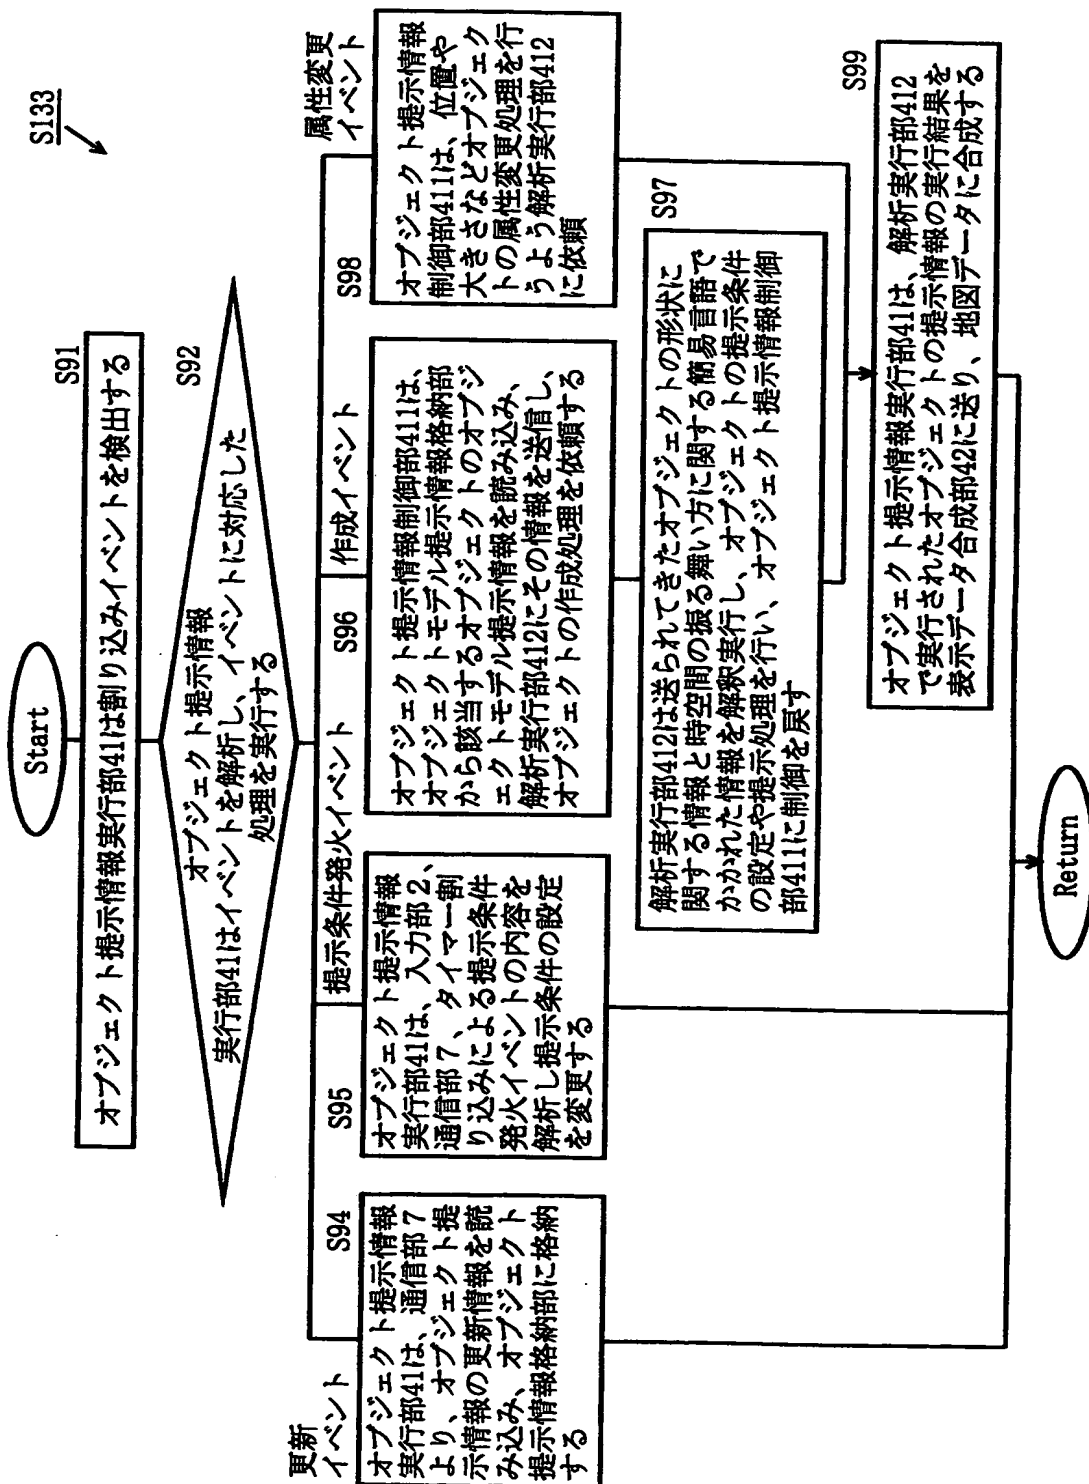 S133
Start
S91
オブジェクト提示情報実行部41は割り込みイベントを検出する
S92
オブジェクト提示情報
実行部41はイベントを解析し、イベントに対応した
処理を実行する
更新
イベント
S94
オブジェクト提示情報
実行部41は、通信部7
より、オブジェクト提
示情報の更新情報を読
み込み、オブジェクト
提示情報格納部に格納
する
提示条件発火イベント
S95
オブジェクト提示情報
実行部41は、入力部2、
通信部7、タイマー割
り込みによる提示条件
発火イベントの内容を
解析し提示条件の設定
を変更する
作成イベント
S96
オブジェクト提示情報制御部411は、
オブジェクトモデル提示情報格納部
から該当するオブジェクトのオブジ
ェクトモデル提示情報を読み込み、
解析実行部412にその情報を送信し、
オブジェクトの作成処理を依頼する
属性変更
イベント
S98
オブジェクト提示情報
制御部411は、位置や
大きさなどオブジェク
トの属性変更処理を行
うよう解析実行部412
に依頼
S97
解析実行部412は送られてきたオブジェクトの形状に
関する情報と時空間の振る舞い方に関する簡易言語で
かかれた情報を解釈実行し、オブジェクトの提示条件
の設定や提示処理を行い、オブジェクト提示情報制御
部411に制御を戻す
S99
オブジェクト提示情報実行部41は、解析実行部412
で実行されたオブジェクトの提示情報の実行結果を
表示データ合成部42に送り、地図データに合成する
Return